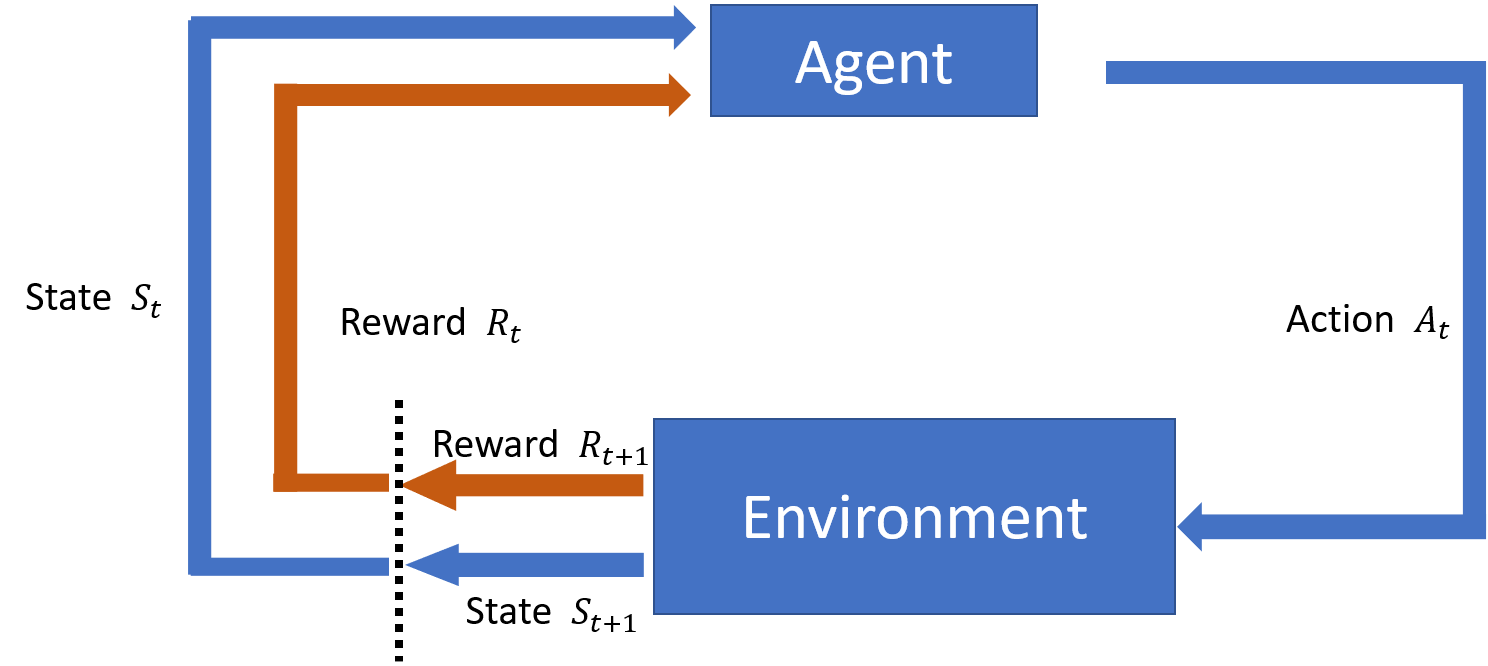 Agent
State S_t
Reward R_t
Action A_t
Reward R_{t+1}
Environment
State S_{t+1}